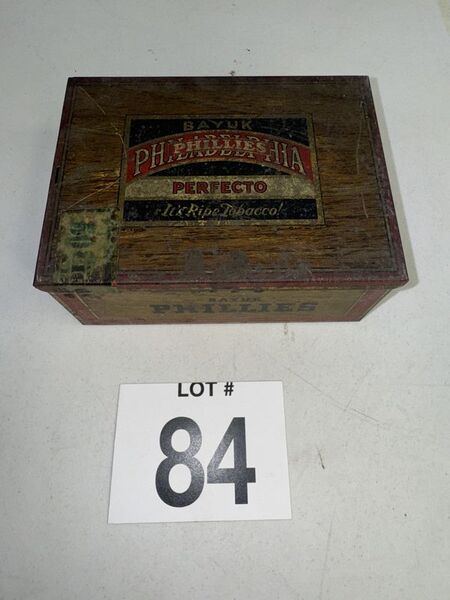 BAYUK
PHILADELPHIA
PHILLIES
PERFECTO
It's Ripe Tobacco!
BAYUK
PHILLIES
LOT #
84